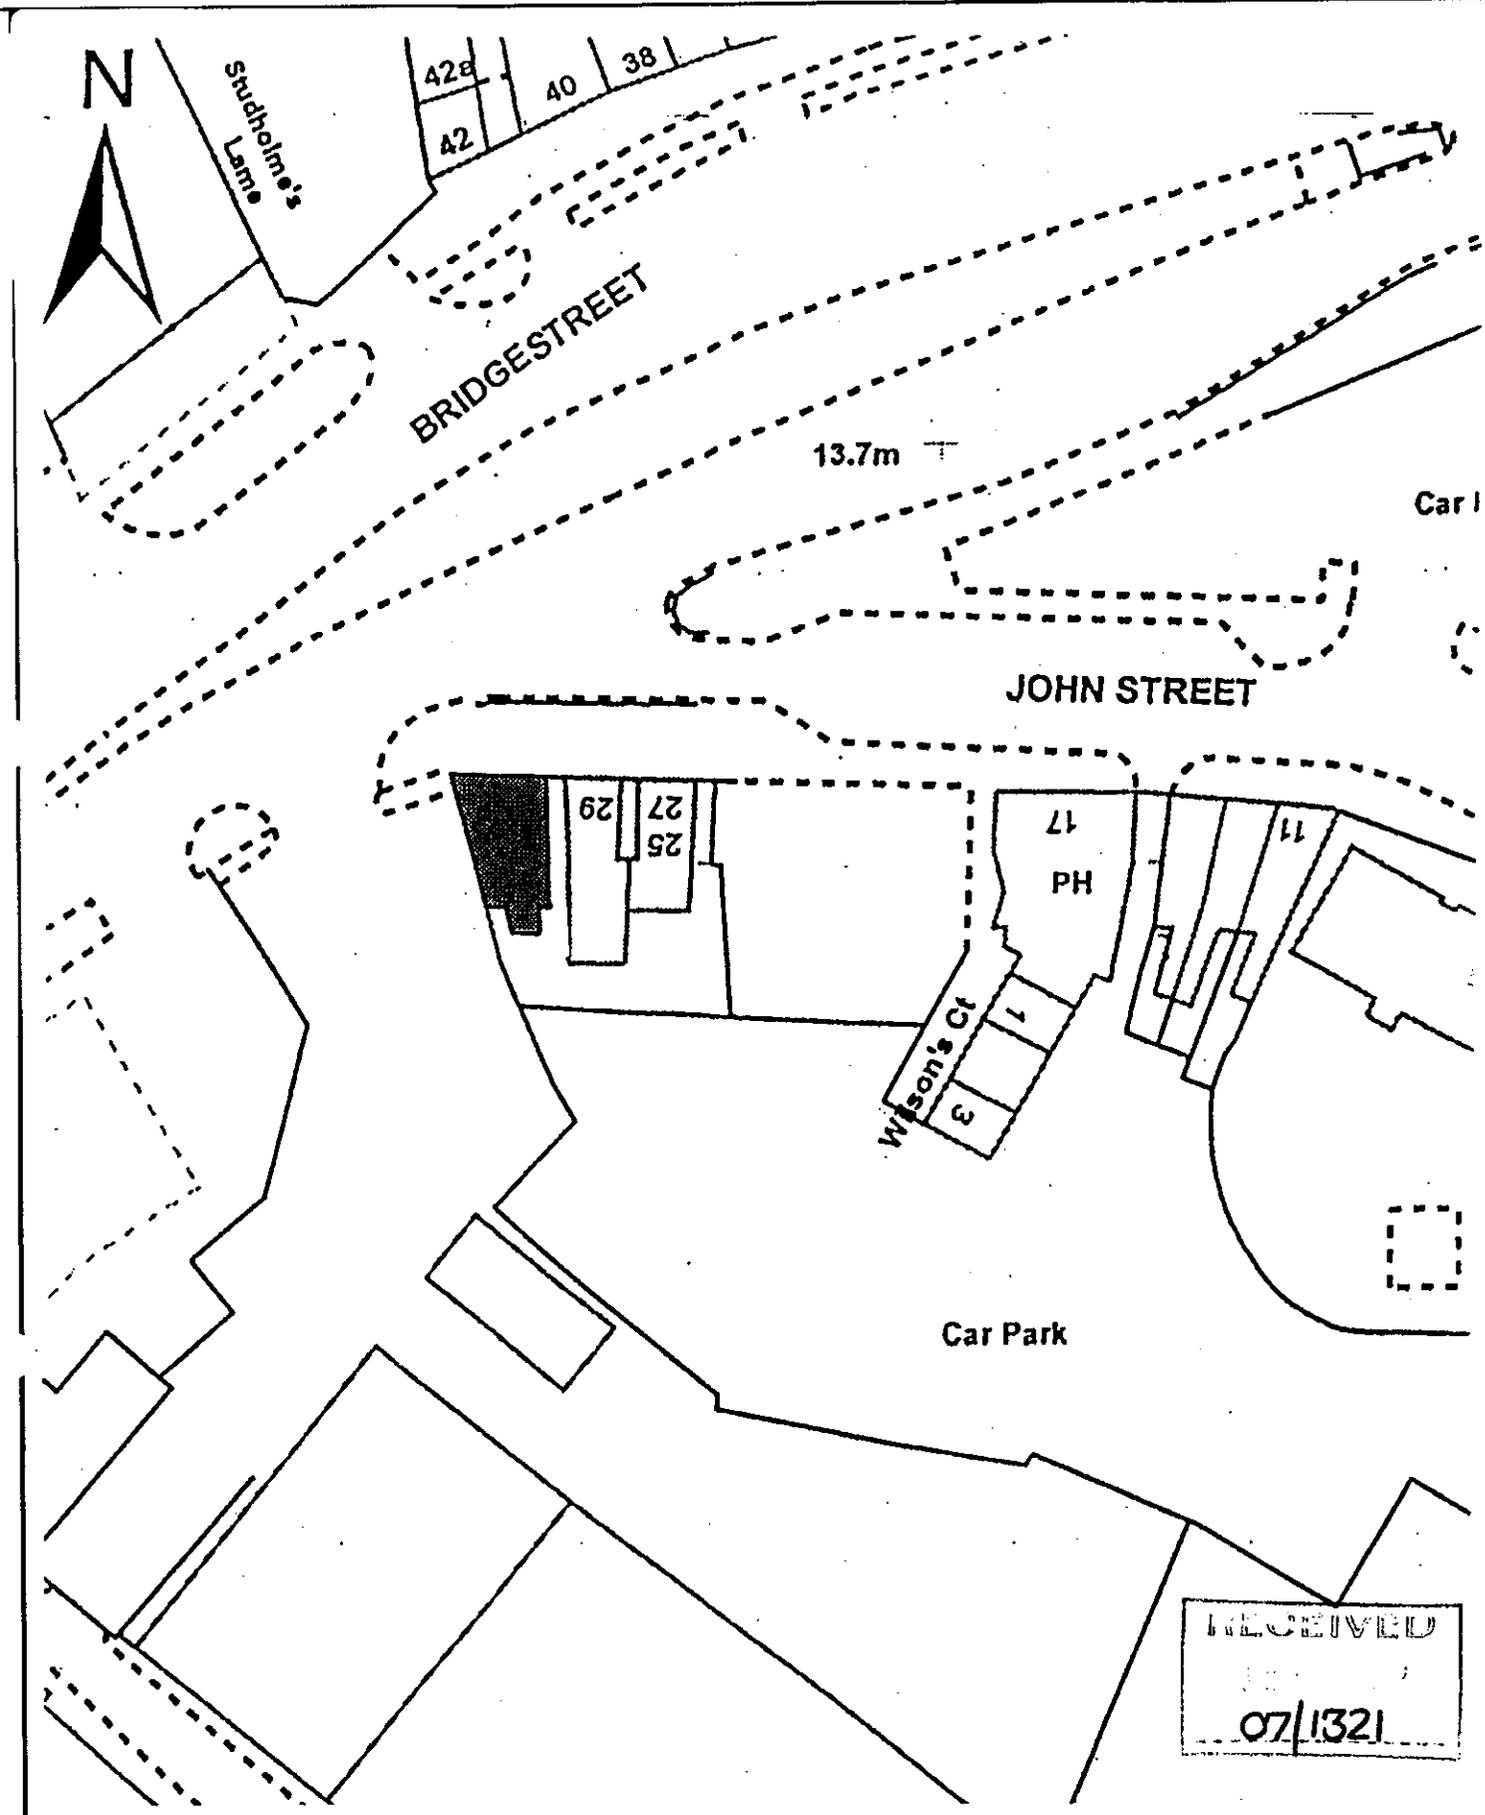 N
Studholme's
Lane
42a
40
38
42
BRIDGESTREET
13.7m
Car
JOHN STREET
29
27
25
17
PH
11
Wilson's Ct
1
3
Car Park
RECEIVED
07/1321